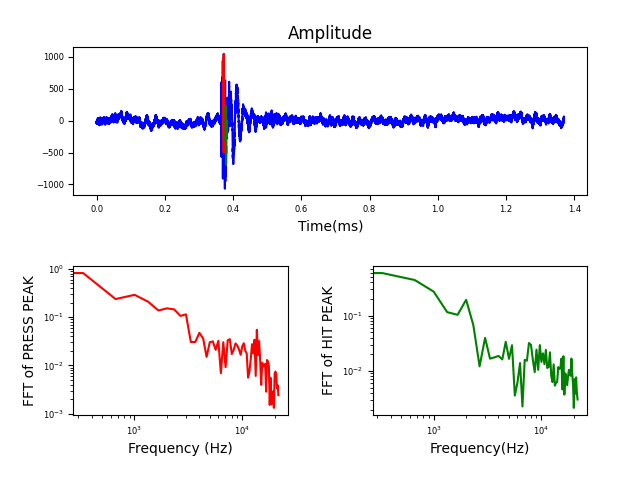 Amplitude
1000
500
0
−500
−1000
0.0 0.2 0.4 0.6 0.8 1.0 1.2 1.4
Time(ms)
FFT of PRESS PEAK
10⁰
10⁻¹
10⁻²
10⁻³
10³ 10⁴
Frequency (Hz)
FFT of HIT PEAK
10⁻¹
10⁻²
10³ 10⁴
Frequency(Hz)